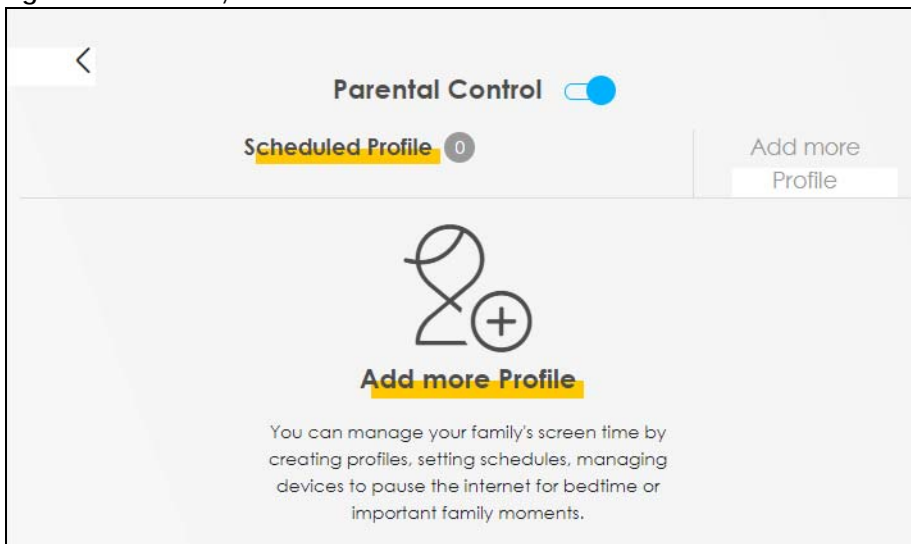 Parental Control
Scheduled Profile 0
Add more
Profile
Add more Profile
You can manage your family's screen time by
creating profiles, setting schedules, managing
devices to pause the internet for bedtime or
important family moments.